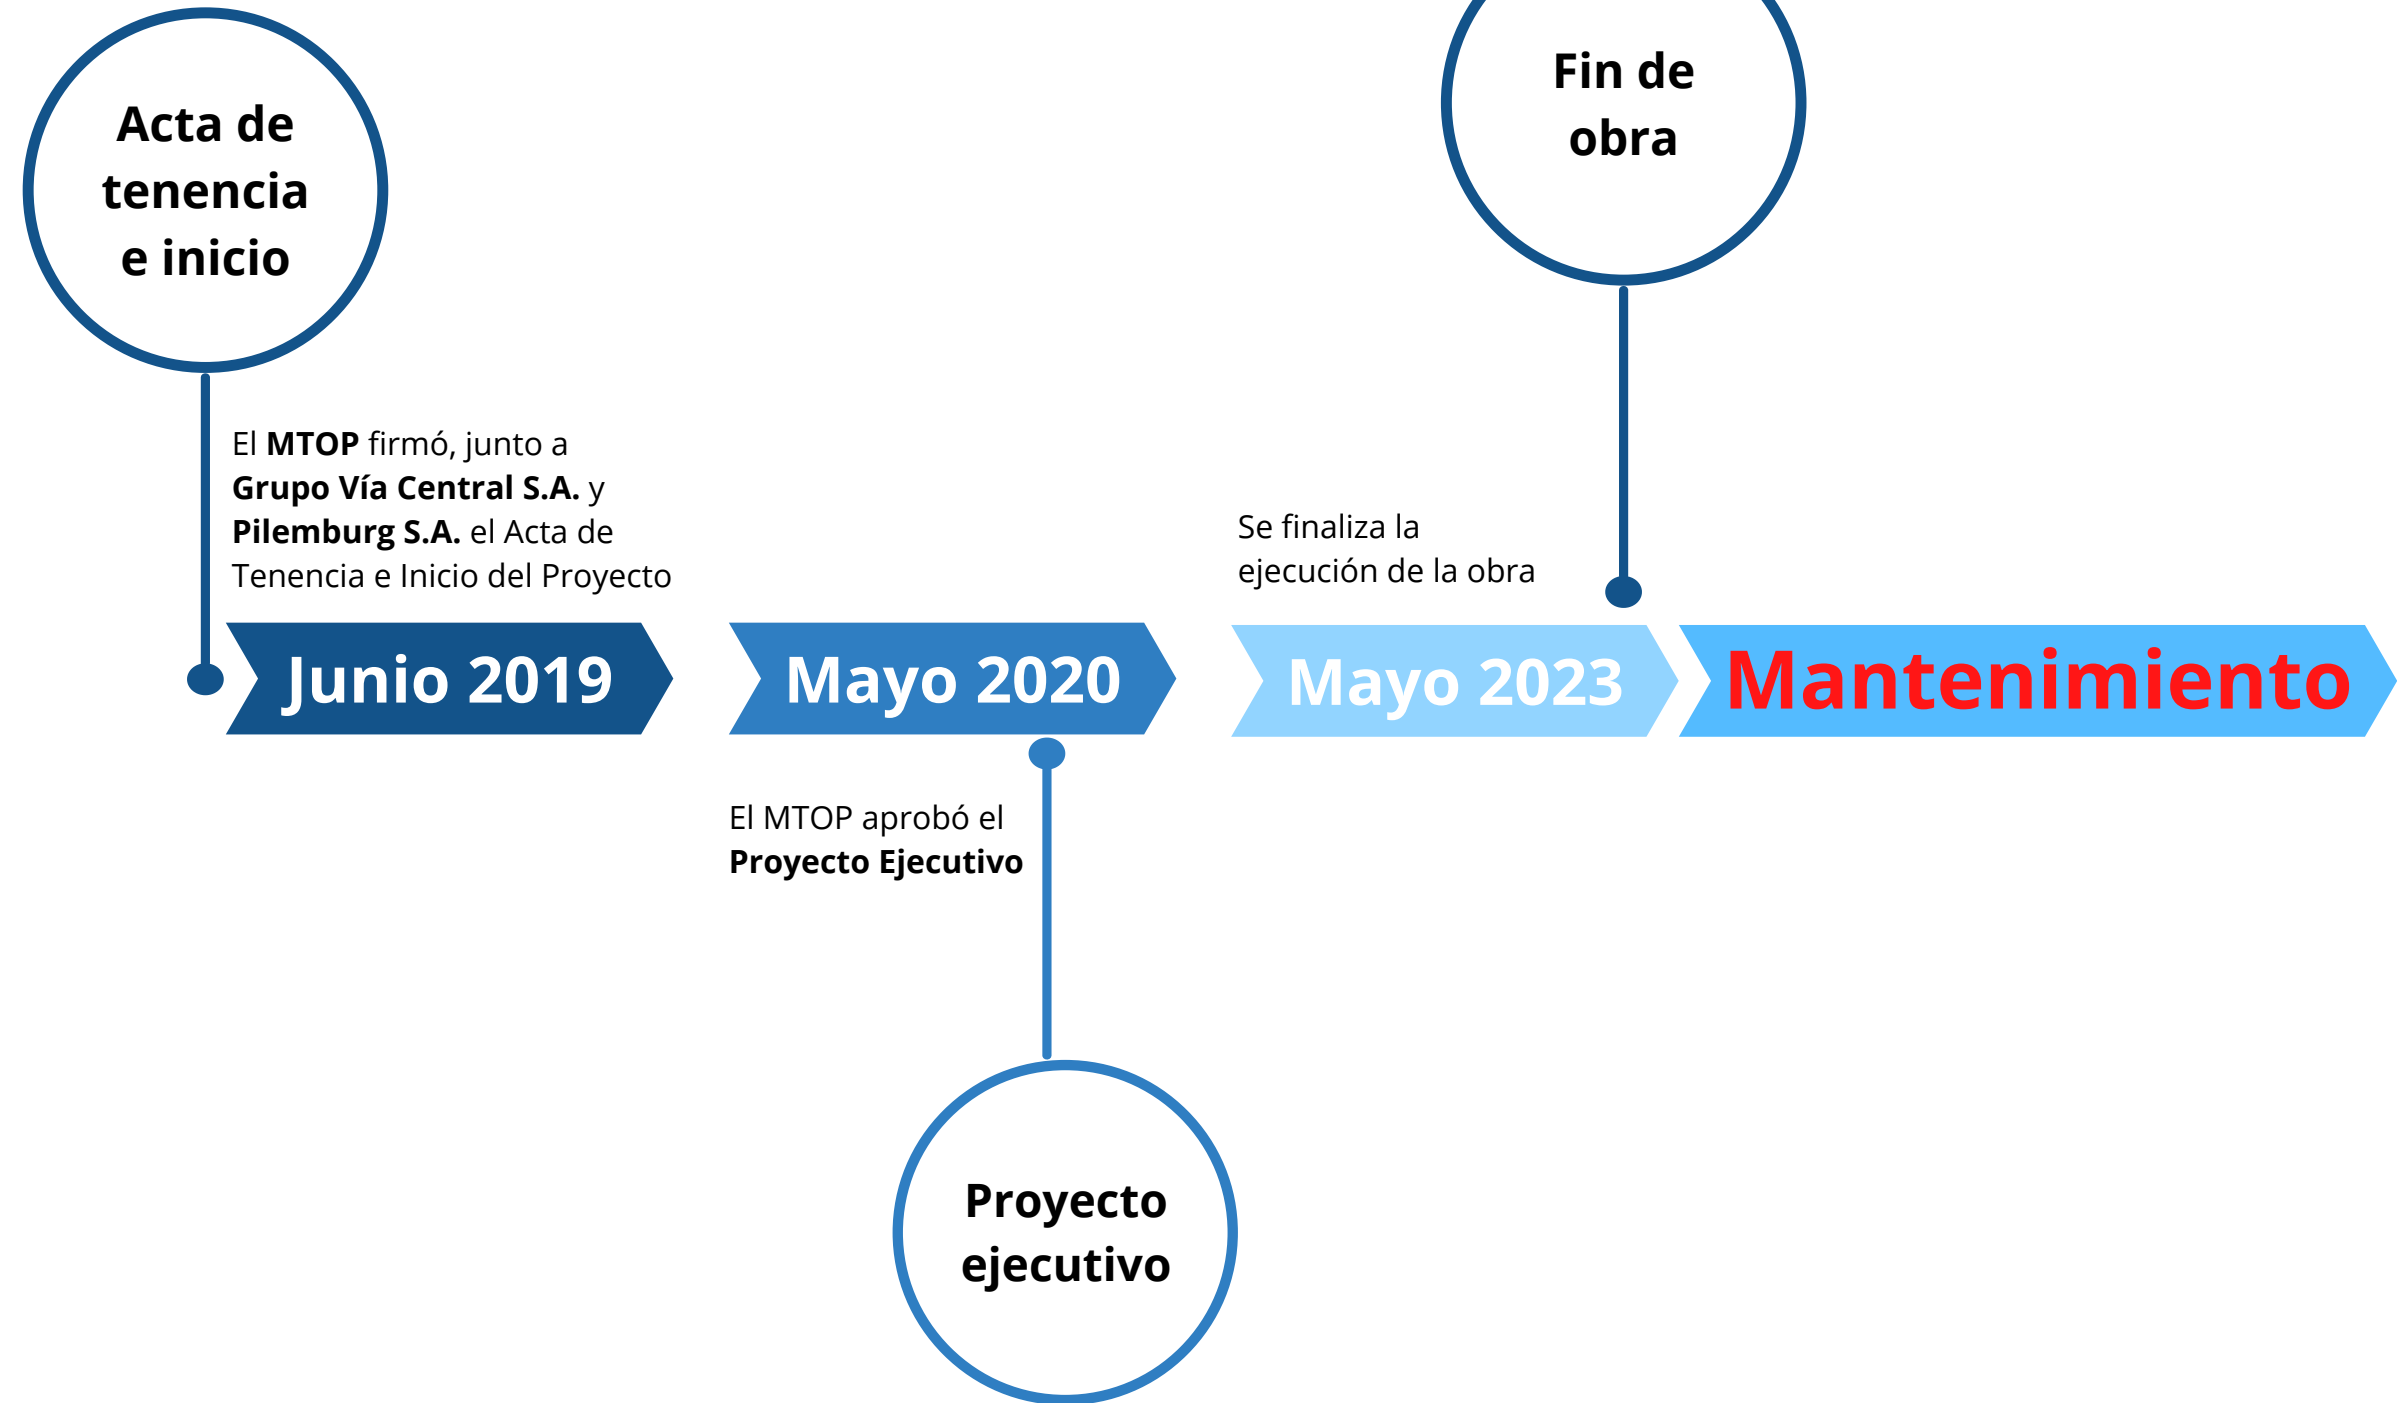 Acta de
tenencia
e inicio
Fin de
obra
El MTOP firmó, junto a
Grupo Vía Central S.A. y
Pilemburg S.A. el Acta de
Tenencia e Inicio del Proyecto
Se finaliza la
ejecución de la obra
Junio 2019
Mayo 2020
Mayo 2023
Mantenimiento
El MTOP aprobó el
Proyecto Ejecutivo
Proyecto
ejecutivo